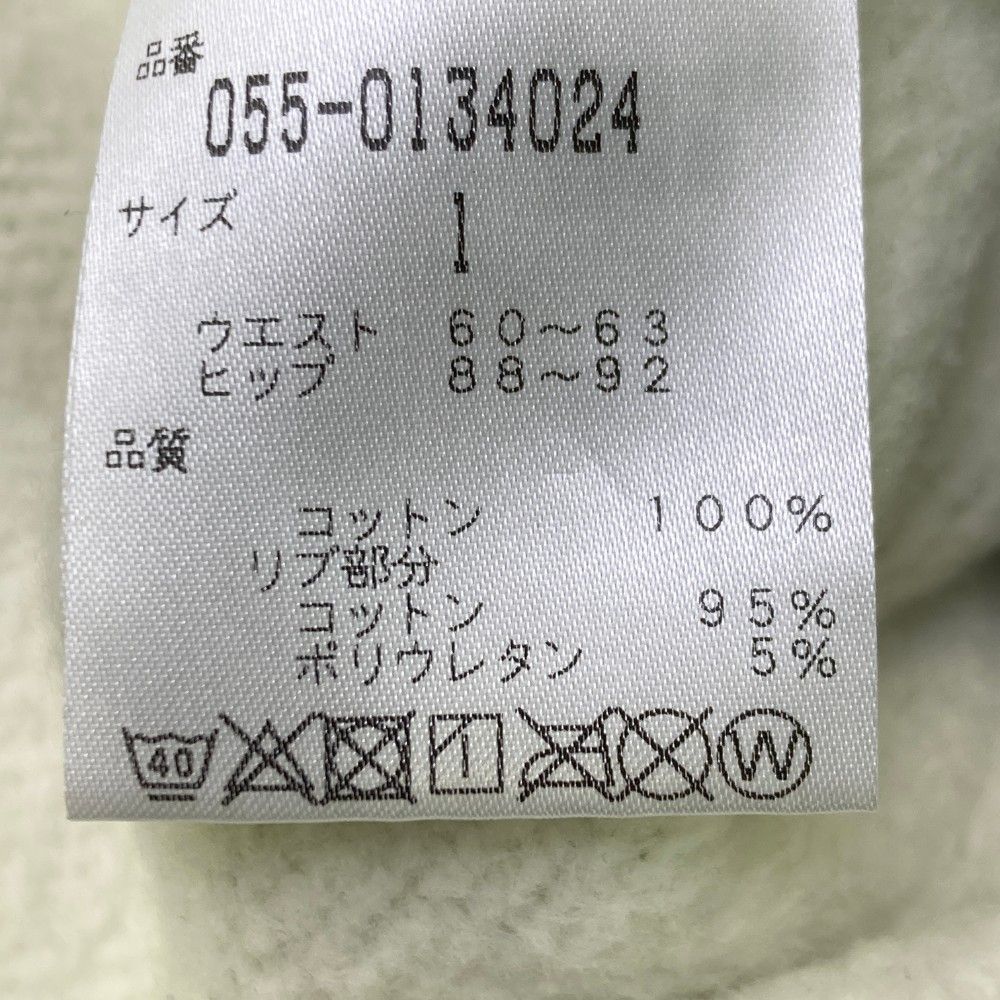 品番
055-0134024
サイズ 1
ウエスト 60〜63
ヒップ 88〜92
品質
コットン 100%
リブ部分
コットン 95%
ポリウレタン 5%
40 W